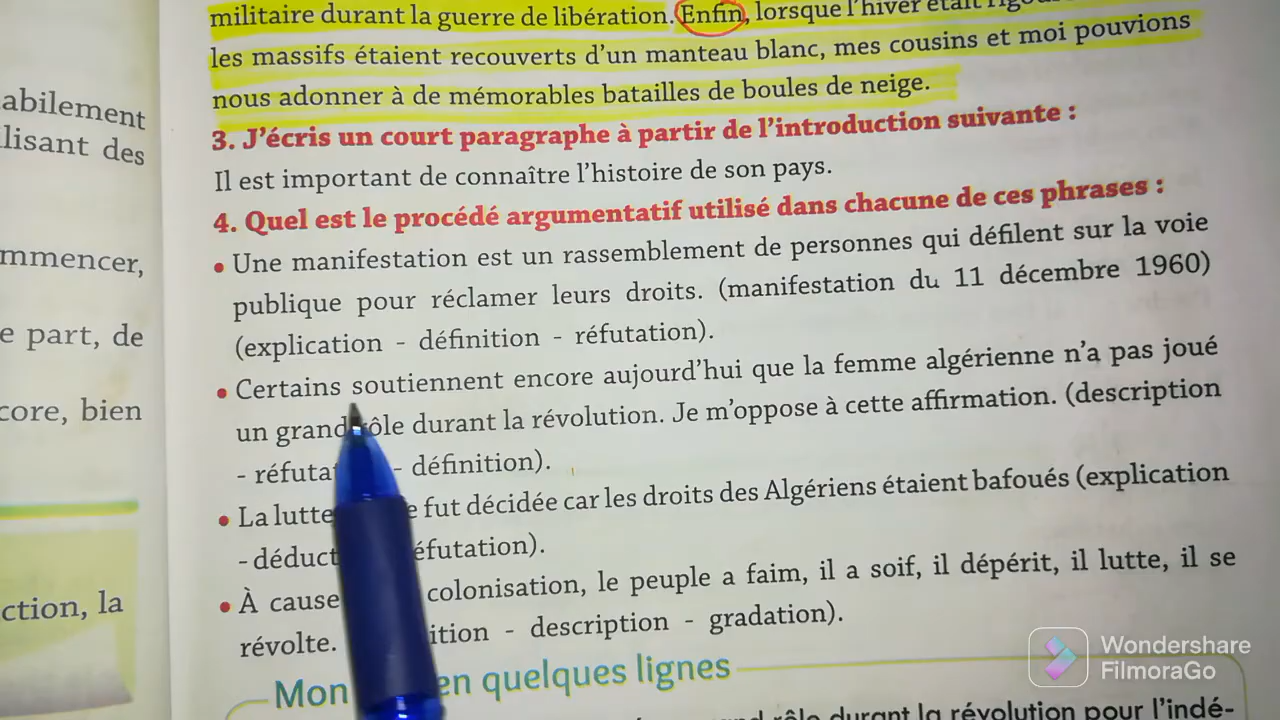 militaire durant la guerre de libération. Enfin, lorsque l'hiver était
les massifs étaient recouverts d'un manteau blanc, mes cousins et moi pouvions
nous adonner à de mémorables batailles de boules de neige.
3. J'écris un court paragraphe à partir de l'introduction suivante :
Il est important de connaître l'histoire de son pays.
4. Quel est le procédé argumentatif utilisé dans chacune de ces phrases :
• Une manifestation est un rassemblement de personnes qui défilent sur la voie
publique pour réclamer leurs droits. (manifestation du 11 décembre 1960)
(explication - définition - réfutation).
• Certains soutiennent encore aujourd'hui que la femme algérienne n'a pas joué
un grand rôle durant la révolution. Je m'oppose à cette affirmation. (description
- réfuta - définition).
• La lutte e fut décidée car les droits des Algériens étaient bafoués (explication
- déduct éfutation).
• À cause colonisation, le peuple a faim, il a soif, il dépérit, il lutte, il se
révolte. ition - description - gradation).
Mon en quelques lignes
rôle durant la révolution pour l'indé-
abilement
lisant des
mmencer,
e part, de
core, bien
ction, la
Wondershare
FilmoraGo